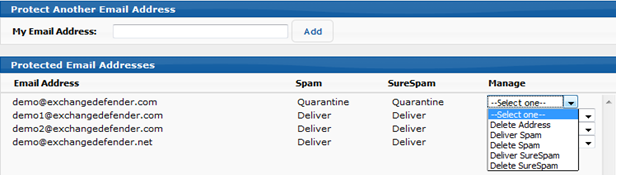 Protect Another Email Address
My Email Address: Add
Protected Email Addresses
Email Address Spam SureSpam Manage
demo@exchangedefender.com Quarantine Quarantine --Select one--
demo1@exchangedefender.com Deliver Deliver --Select one--
demo2@exchangedefender.com Deliver Deliver Delete Address
demo@exchangedefender.net Deliver Deliver Deliver Spam
Delete Spam
Deliver SureSpam
Delete SureSpam